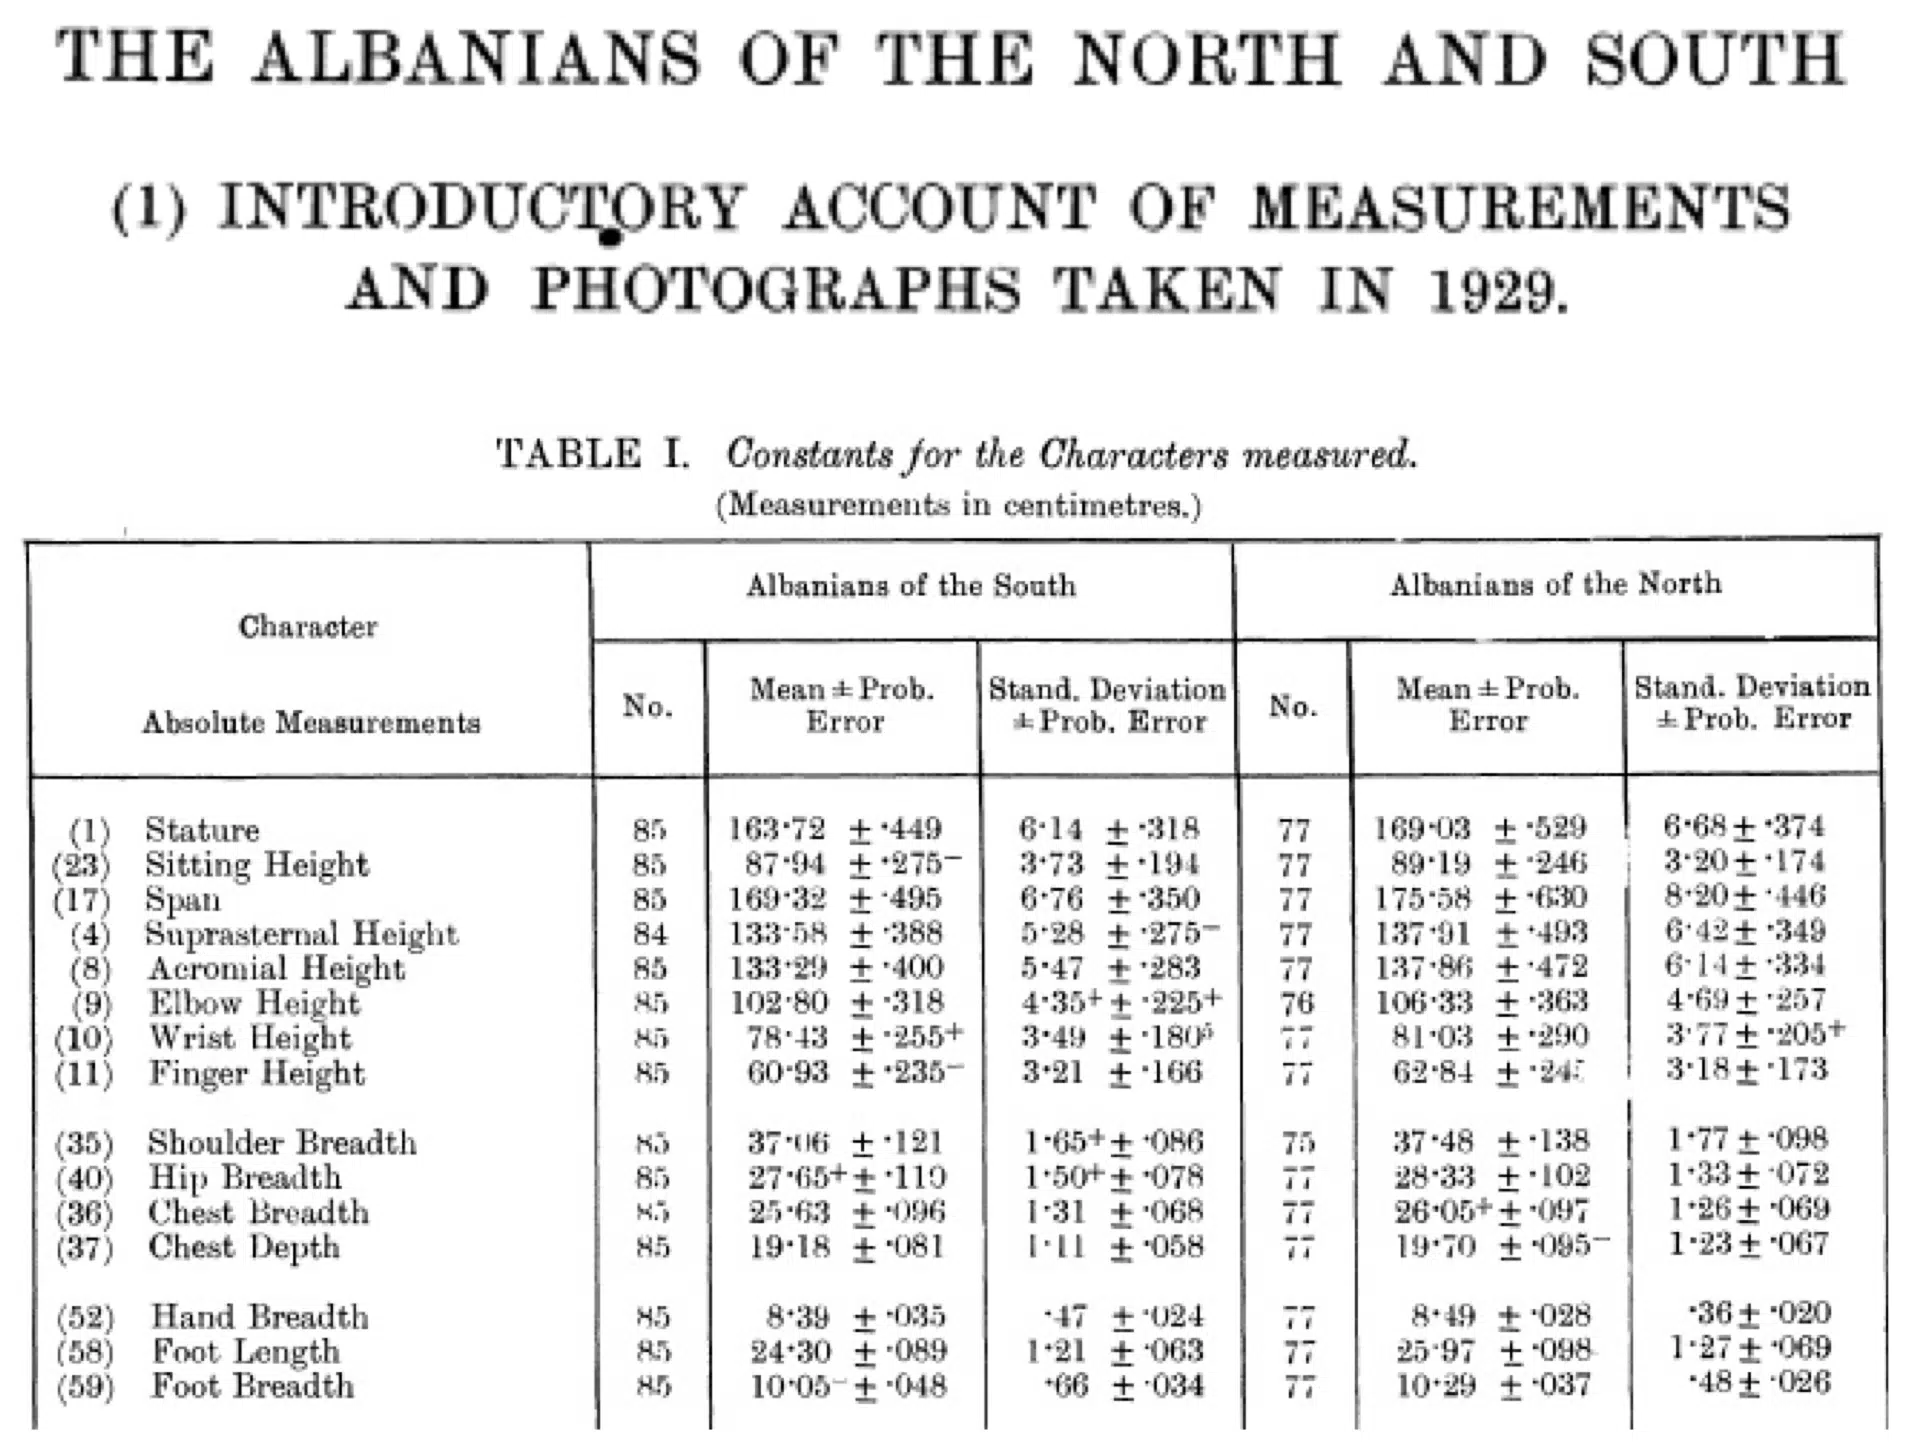 THE ALBANIANS OF THE NORTH AND SOUTH
(1) INTRODUCTORY ACCOUNT OF MEASUREMENTS
AND PHOTOGRAPHS TAKEN IN 1929.
TABLE I. Constants for the Characters measured.
(Measurements in centimetres.)
Character
Absolute Measurements
Albanians of the South
Albanians of the North
No.
Mean ± Prob.
Error
Stand. Deviation
± Prob. Error
No.
Mean ± Prob.
Error
Stand. Deviation
± Prob. Error
(1) Stature 85 163·72 ± ·449 6·14 ± ·318 77 169·03 ± ·529 6·68 ± ·374
(23) Sitting Height 85 87·94 ± ·275− 3·73 ± ·194 77 89·19 ± ·246 3·20 ± ·174
(17) Span 85 169·32 ± ·495 6·76 ± ·350 77 175·58 ± ·630 8·20 ± ·446
(4) Suprasternal Height 84 133·58 ± ·388 5·28 ± ·275− 77 137·91 ± ·493 6·42 ± ·349
(8) Acromial Height 85 133·29 ± ·400 5·47 ± ·283 77 137·86 ± ·472 6·14 ± ·334
(9) Elbow Height 85 102·80 ± ·318 4·35+ ± ·225+ 76 106·33 ± ·363 4·69 ± ·257
(10) Wrist Height 85 78·43 ± ·255+ 3·49 ± ·180⁵ 77 81·03 ± ·290 3·77 ± ·205+
(11) Finger Height 85 60·93 ± ·235− 3·21 ± ·166 77 62·84 ± 3·18 ± ·173
(35) Shoulder Breadth 85 37·06 ± ·121 1·65+ ± ·086 75 37·48 ± ·138 1·77 ± ·098
(40) Hip Breadth 85 27·65+ ± ·110 1·50+ ± ·078 77 28·33 ± ·102 1·33 ± ·072
(36) Chest Breadth 85 25·63 ± ·096 1·31 ± ·068 77 26·05+ ± ·097 1·26 ± ·069
(37) Chest Depth 85 19·18 ± ·081 1·11 ± ·058 77 19·70 ± ·095− 1·23 ± ·067
(52) Hand Breadth 85 8·39 ± ·035 ·47 ± ·024 77 8·49 ± ·028 ·36 ± ·020
(58) Foot Length 85 24·30 ± ·089 1·21 ± ·063 77 25·97 ± ·098 1·27 ± ·069
(59) Foot Breadth 85 10·05− ± ·048 ·66 ± ·034 77 10·29 ± ·037 ·48 ± ·026